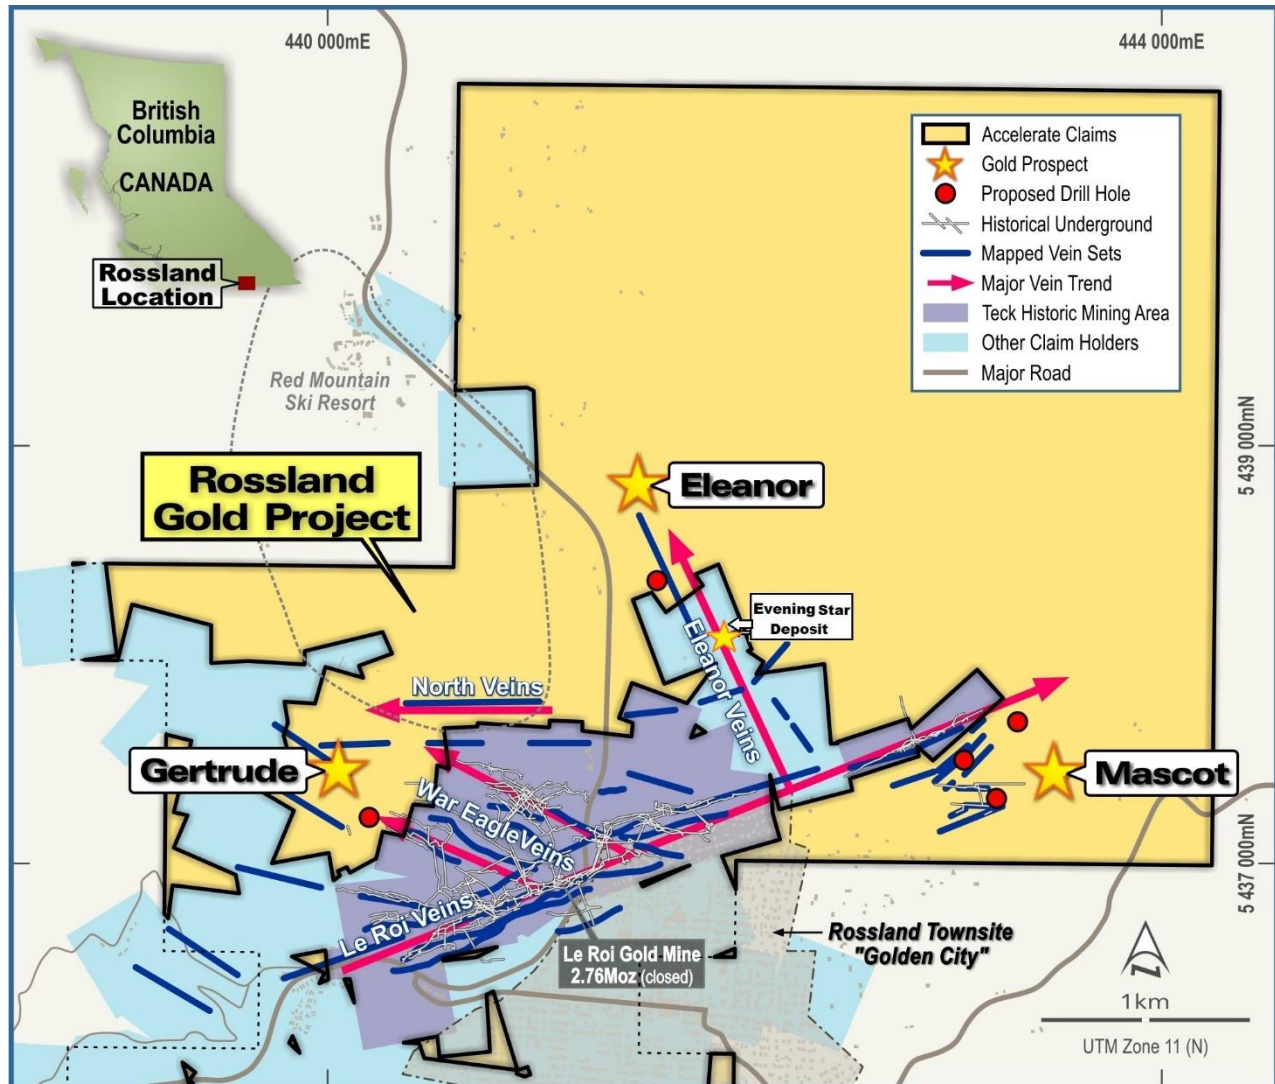 440 000mE
444 000mE
British
Columbia
CANADA
Rossland
Location
Accelerate Claims
Gold Prospect
Proposed Drill Hole
Historical Underground
Mapped Vein Sets
Major Vein Trend
Teck Historic Mining Area
Other Claim Holders
Major Road
Red Mountain
Ski Resort
5 439 000mN
Rossland
Gold Project
Eleanor
Evening Star
Deposit
Eleanor Veins
North Veins
Gertrude
Mascot
War EagleVeins
Le Roi Veins
5 437 000mN
Le Roi Gold Mine
2.76Moz (closed)
Rossland Townsite
"Golden City"
N
1km
UTM Zone 11 (N)